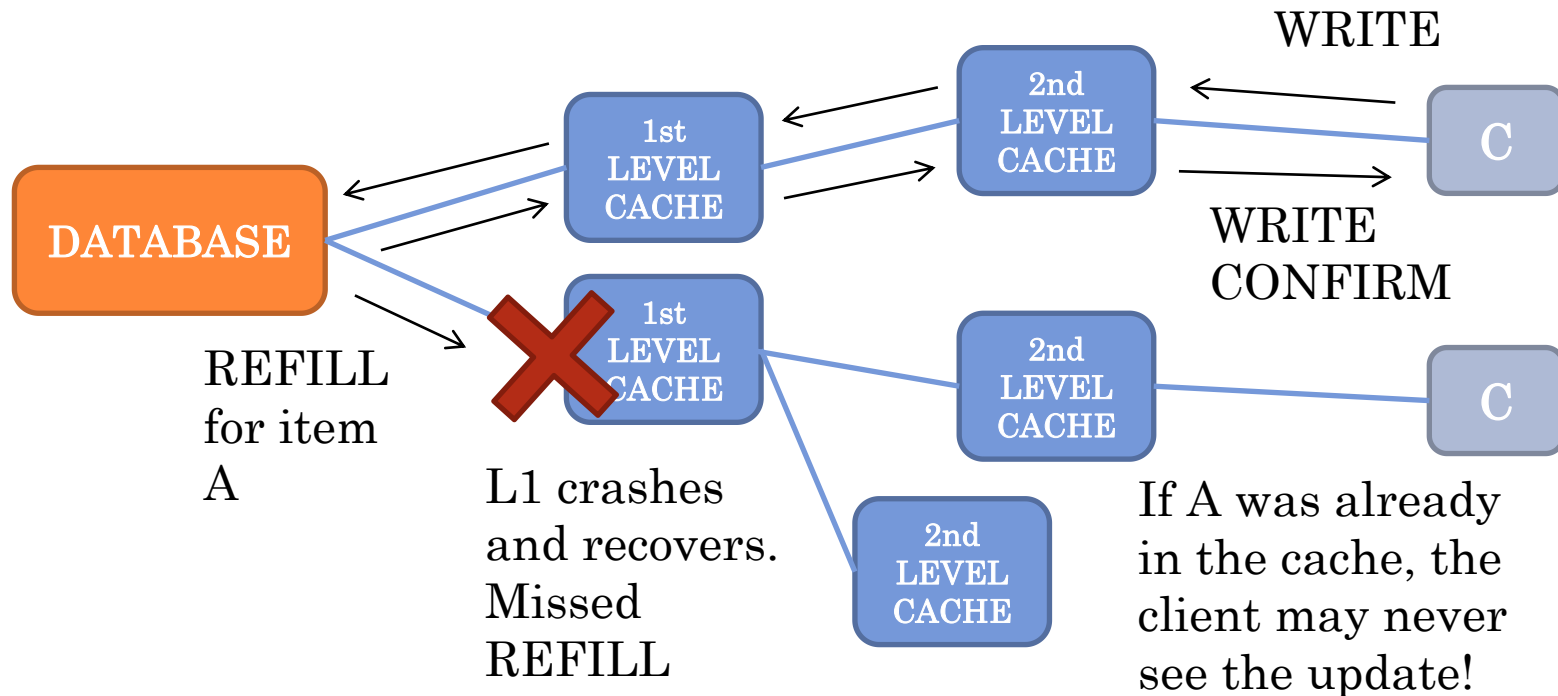 WRITE
2nd
LEVEL
CACHE
C
1st
LEVEL
CACHE
DATABASE
WRITE
CONFIRM
1st
LEVEL
CACHE
2nd
LEVEL
CACHE
C
REFILL
for item
A
L1 crashes
and recovers.
Missed
REFILL
2nd
LEVEL
CACHE
If A was already
in the cache, the
client may never
see the update!